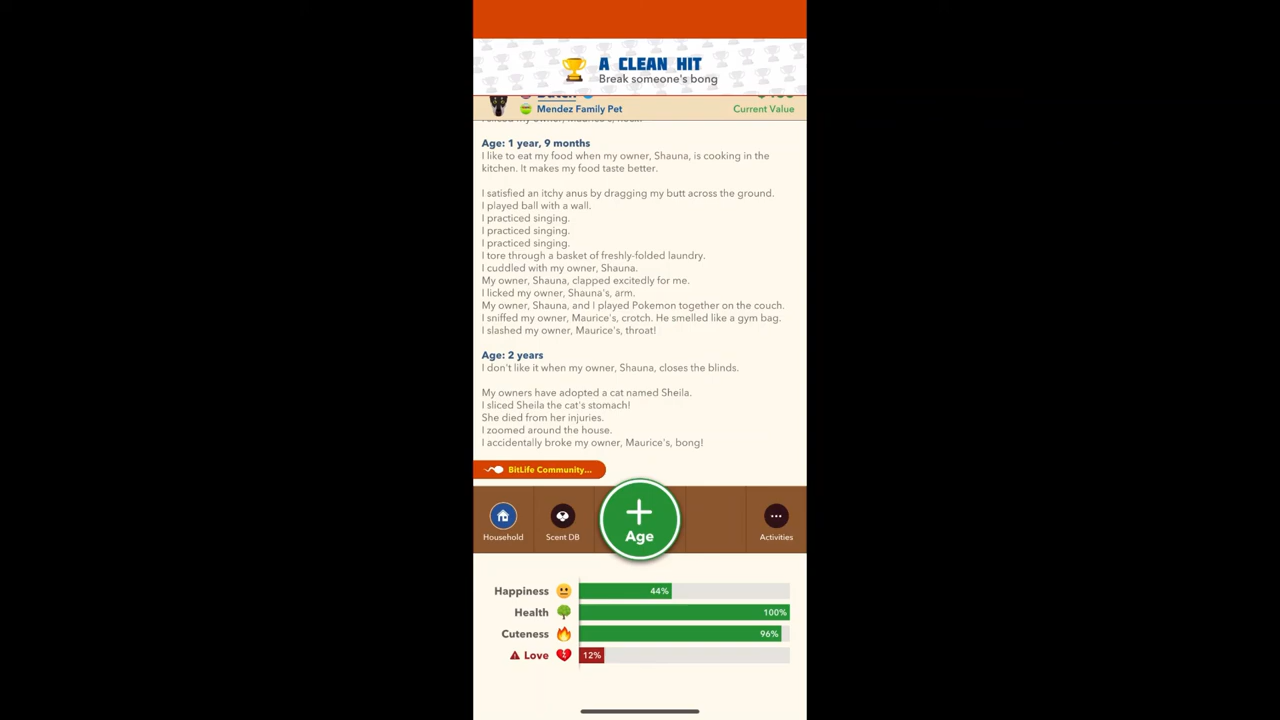 A CLEAN HIT
Break someone's bong
Mendez Family Pet
Current Value
Age: 1 year, 9 months
I like to eat my food when my owner, Shauna, is cooking in the
kitchen. It makes my food taste better.
I satisfied an itchy anus by dragging my butt across the ground.
I played ball with a wall.
I practiced singing.
I practiced singing.
I practiced singing.
I tore through a basket of freshly-folded laundry.
I cuddled with my owner, Shauna.
My owner, Shauna, clapped excitedly for me.
I licked my owner, Shauna's, arm.
My owner, Shauna, and I played Pokemon together on the couch.
I sniffed my owner, Maurice's, crotch. He smelled like a gym bag.
I slashed my owner, Maurice's, throat!
Age: 2 years
I don't like it when my owner, Shauna, closes the blinds.
My owners have adopted a cat named Sheila.
I sliced Sheila the cat's stomach!
She died from her injuries.
I zoomed around the house.
I accidentally broke my owner, Maurice's, bong!
BitLife Community...
Household
Scent DB
Age
Activities
Happiness 44%
Health 100%
Cuteness 96%
Love 12%